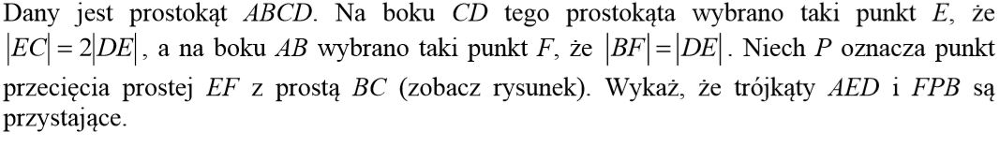 Dany jest prostokąt ABCD. Na boku CD tego prostokąta wybrano taki punkt E, że
|EC| = 2|DE|, a na boku AB wybrano taki punkt F, że |BF| = |DE|. Niech P oznacza punkt
przecięcia prostej EF z prostą BC (zobacz rysunek). Wykaż, że trójkąty AED i FPB są
przystające.